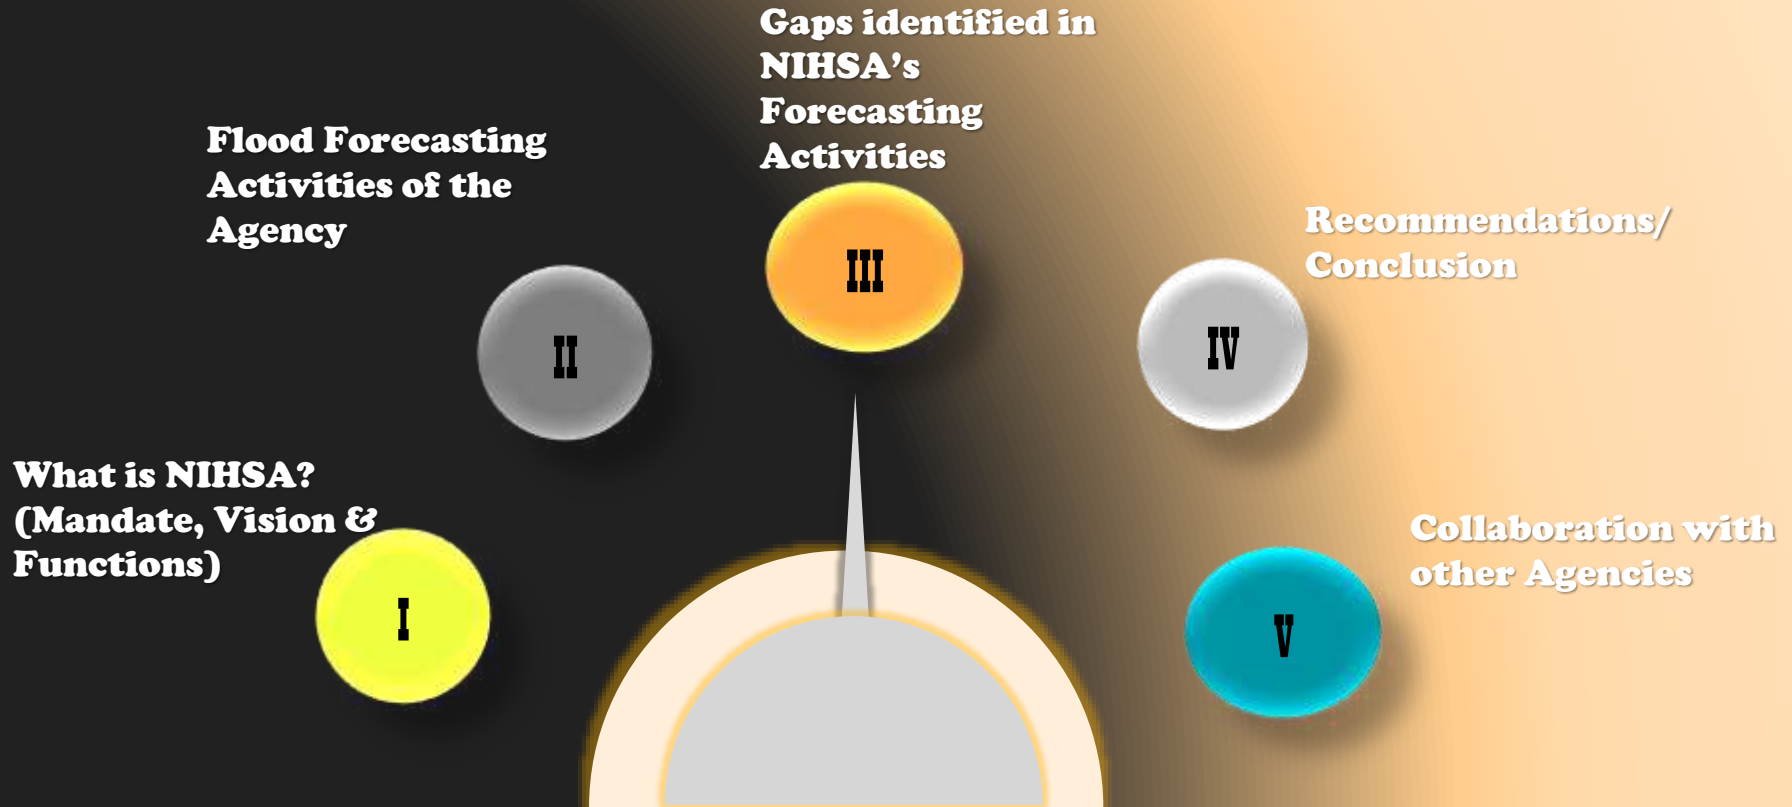 What is NIHSA?
(Mandate, Vision &
Functions)
I
Flood Forecasting
Activities of the
Agency
II
Gaps identified in
NIHSA’s
Forecasting
Activities
III
Recommendations/
Conclusion
IV
Collaboration with
other Agencies
V